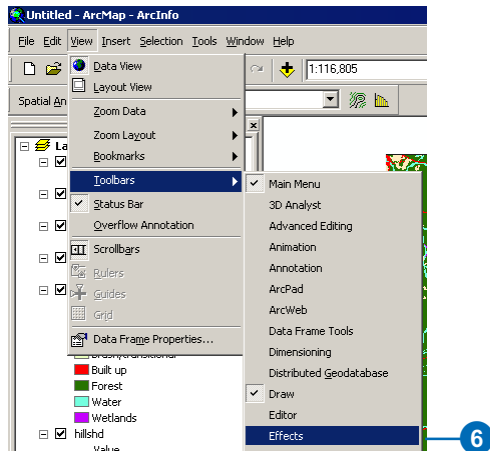 Untitled - ArcMap - ArcInfo
File Edit View Insert Selection Tools Window Help
1:116,805
Spatial An
Data View
Layout View
Zoom Data
Zoom Layout
Bookmarks
Toolbars
Status Bar
Overflow Annotation
Scrollbars
Rulers
Guides
Grid
Data Frame Properties...
Main Menu
3D Analyst
Advanced Editing
Animation
Annotation
ArcPad
ArcWeb
Data Frame Tools
Dimensioning
Distributed Geodatabase
Draw
Editor
Effects
6
La
Brush/transitional
Built up
Forest
Water
Wetlands
hillshd
Value